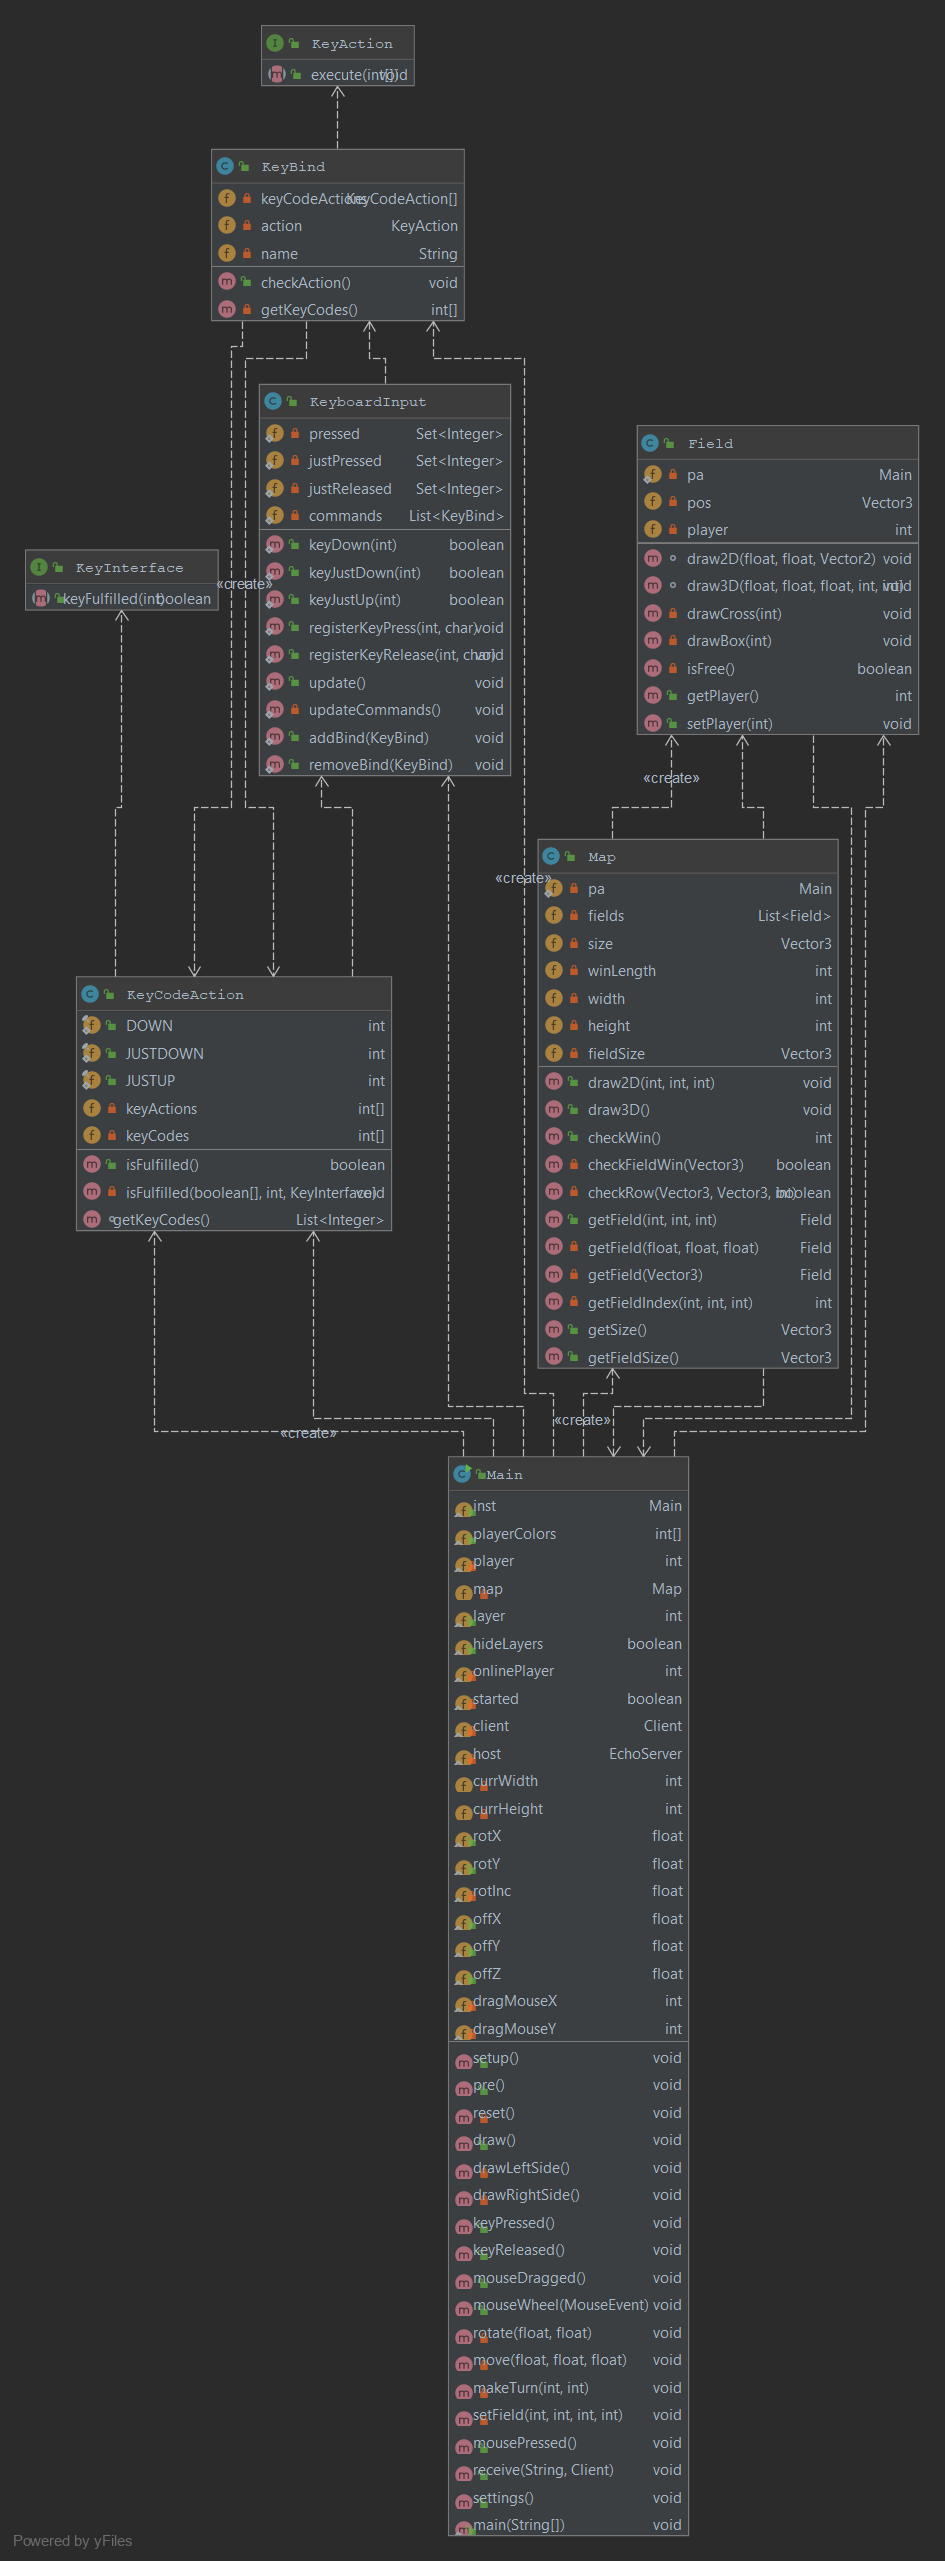 KeyAction
execute(int[]) void
KeyBind
keyCodeActions KeyCodeAction[]
action KeyAction
name String
checkAction() void
getKeyCodes() int[]
KeyboardInput
pressed Set<Integer>
justPressed Set<Integer>
justReleased Set<Integer>
commands List<KeyBind>
keyDown(int) boolean
keyJustDown(int) boolean
keyJustUp(int) boolean
registerKeyPress(int, char) void
registerKeyRelease(int, char) void
update() void
updateCommands() void
addBind(KeyBind) void
removeBind(KeyBind) void
Field
pa Main
pos Vector3
player int
draw2D(float, float, Vector2) void
draw3D(float, float, float, int, int) void
drawCross(int) void
drawBox(int) void
isFree() boolean
getPlayer() int
setPlayer(int) void
KeyInterface
keyFulfilled(int) boolean
«create»
«create»
«create»
Map
pa Main
fields List<Field>
size Vector3
winLength int
width int
height int
fieldSize Vector3
draw2D(int, int, int) void
draw3D() void
checkWin() int
checkFieldWin(Vector3) boolean
checkRow(Vector3, Vector3, int) boolean
getField(int, int, int) Field
getField(float, float, float) Field
getField(Vector3) Field
getFieldIndex(int, int, int) int
getSize() Vector3
getFieldSize() Vector3
KeyCodeAction
DOWN int
JUSTDOWN int
JUSTUP int
keyActions int[]
keyCodes int[]
isFulfilled() boolean
isFulfilled(boolean[], int, KeyInterface) void
getKeyCodes() List<Integer>
«create»
«create»
Main
inst Main
playerColors int[]
player int
map Map
layer int
hideLayers boolean
onlinePlayer int
started boolean
client Client
host EchoServer
currWidth int
currHeight int
rotX float
rotY float
rotInc float
offX float
offY float
offZ float
dragMouseX int
dragMouseY int
setup() void
pre() void
reset() void
draw() void
drawLeftSide() void
drawRightSide() void
keyPressed() void
keyReleased() void
mouseDragged() void
mouseWheel(MouseEvent) void
rotate(float, float) void
move(float, float, float) void
makeTurn(int, int) void
setField(int, int, int, int) void
mousePressed() void
receive(String, Client) void
settings() void
main(String[]) void
Powered by yFiles